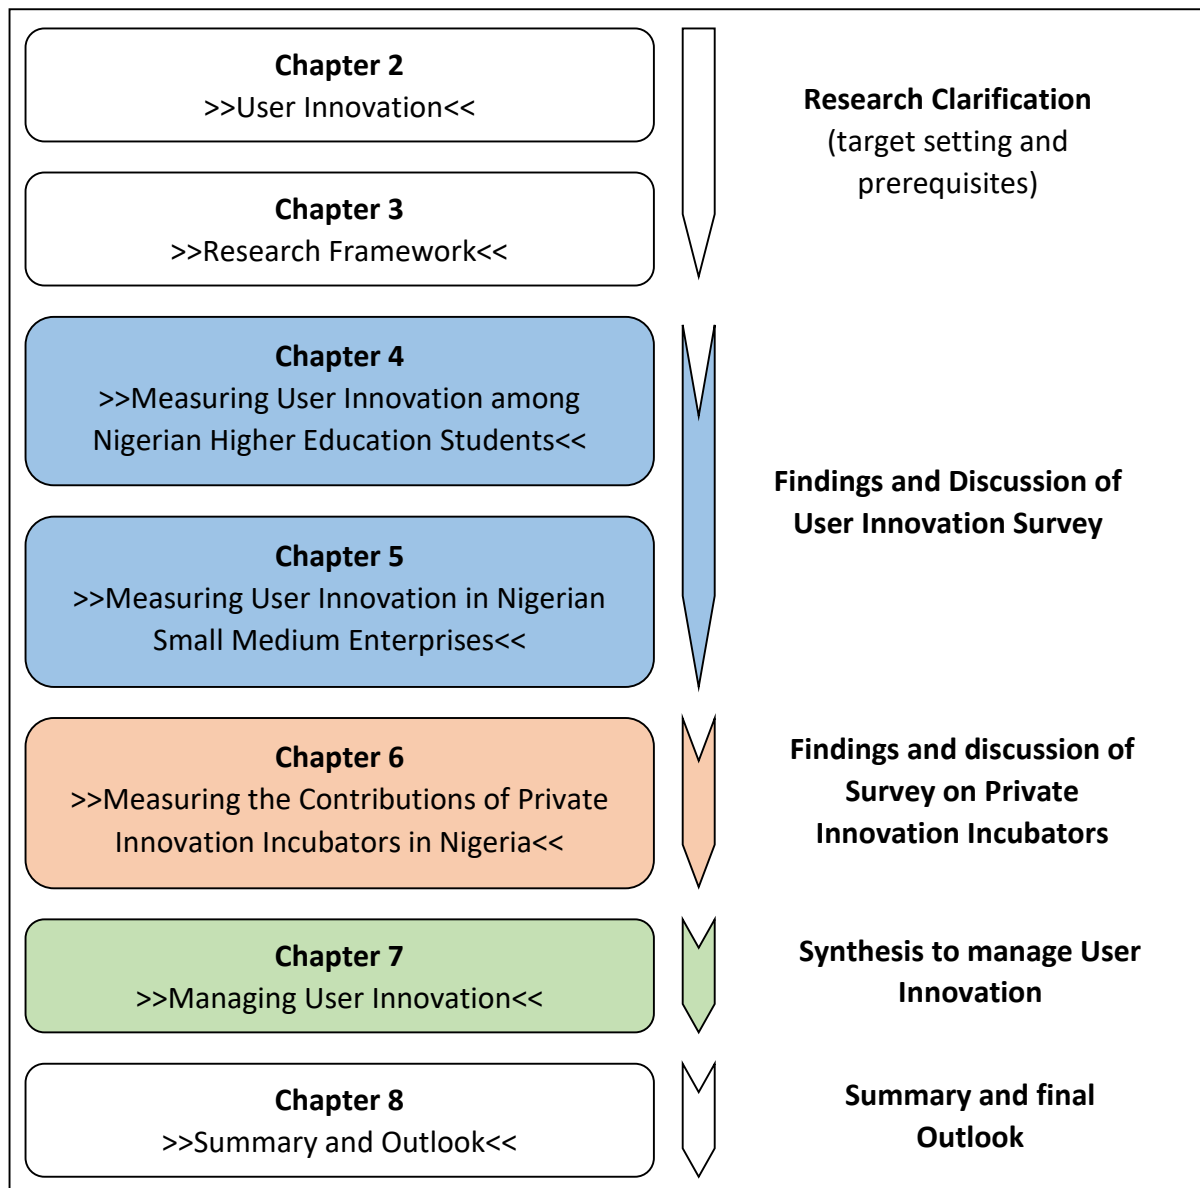 Chapter 2
>>User Innovation<<
Chapter 3
>>Research Framework<<
Research Clarification
(target setting and
prerequisites)
Chapter 4
>>Measuring User Innovation among
Nigerian Higher Education Students<<
Chapter 5
>>Measuring User Innovation in Nigerian
Small Medium Enterprises<<
Findings and Discussion of
User Innovation Survey
Chapter 6
>>Measuring the Contributions of Private
Innovation Incubators in Nigeria<<
Findings and discussion of
Survey on Private
Innovation Incubators
Chapter 7
>>Managing User Innovation<<
Synthesis to manage User
Innovation
Chapter 8
>>Summary and Outlook<<
Summary and final
Outlook